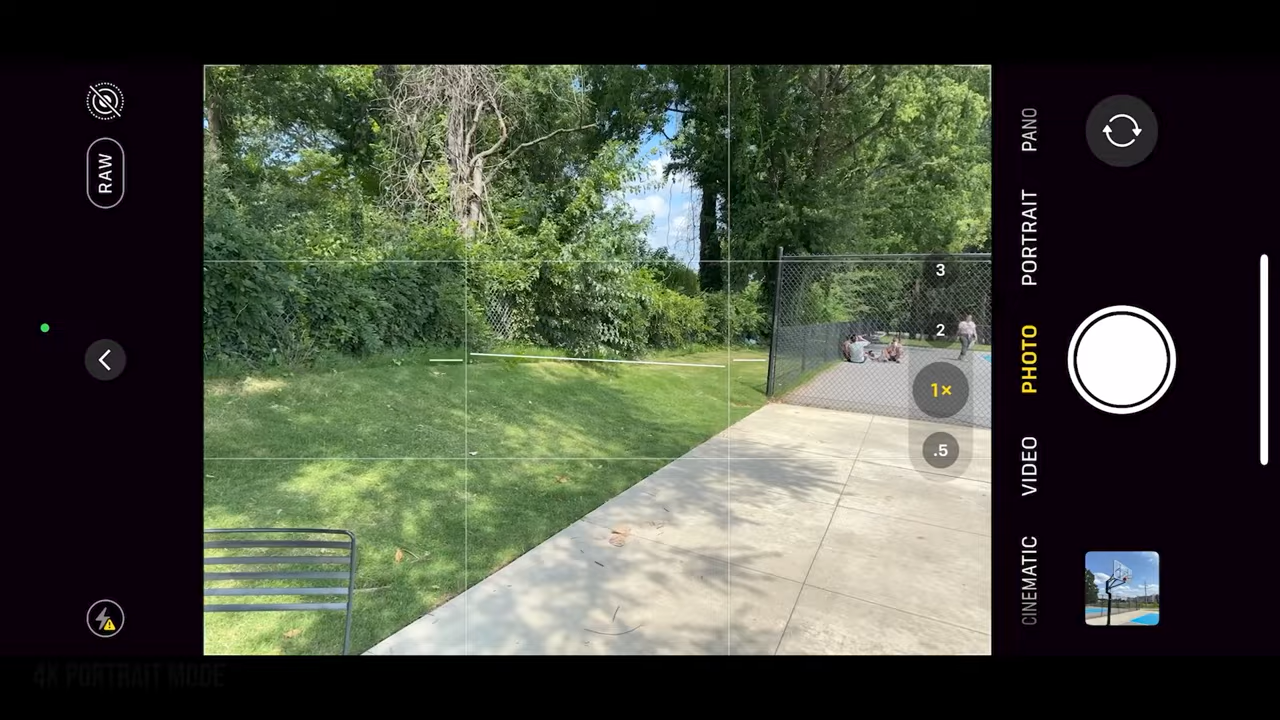 RAW
3
2
1×
.5
PANO
PORTRAIT
PHOTO
VIDEO
CINEMATIC
4K PORTRAIT MODE